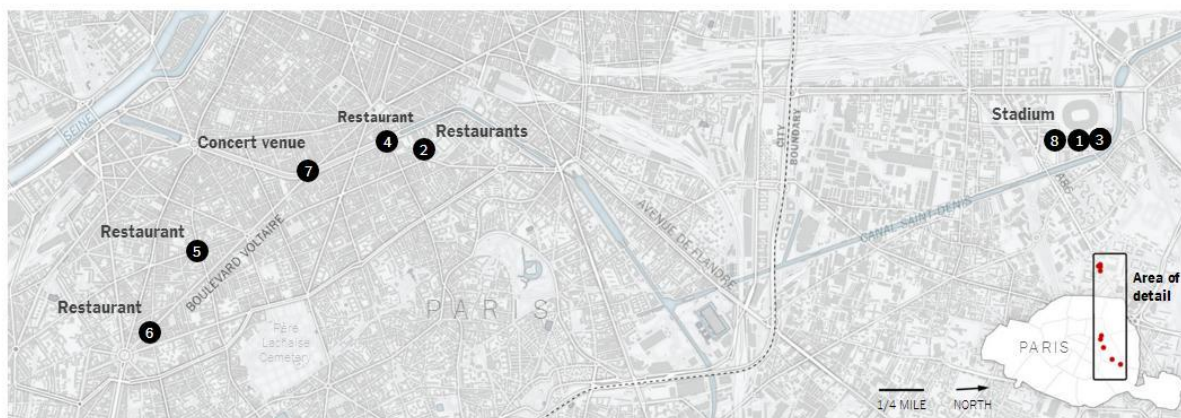 SEINE
Concert venue
7
Restaurant
4
2
Restaurants
Restaurant
5
Restaurant
6
BOULEVARD VOLTAIRE
Père
Lachaise
Cemetery
PARIS
AVENUE DE FLANDRE
CITY
BOUNDARY
CANAL SAINT-DENIS
Stadium
8
1
3
A86
Area of
detail
PARIS
1/4 MILE
NORTH